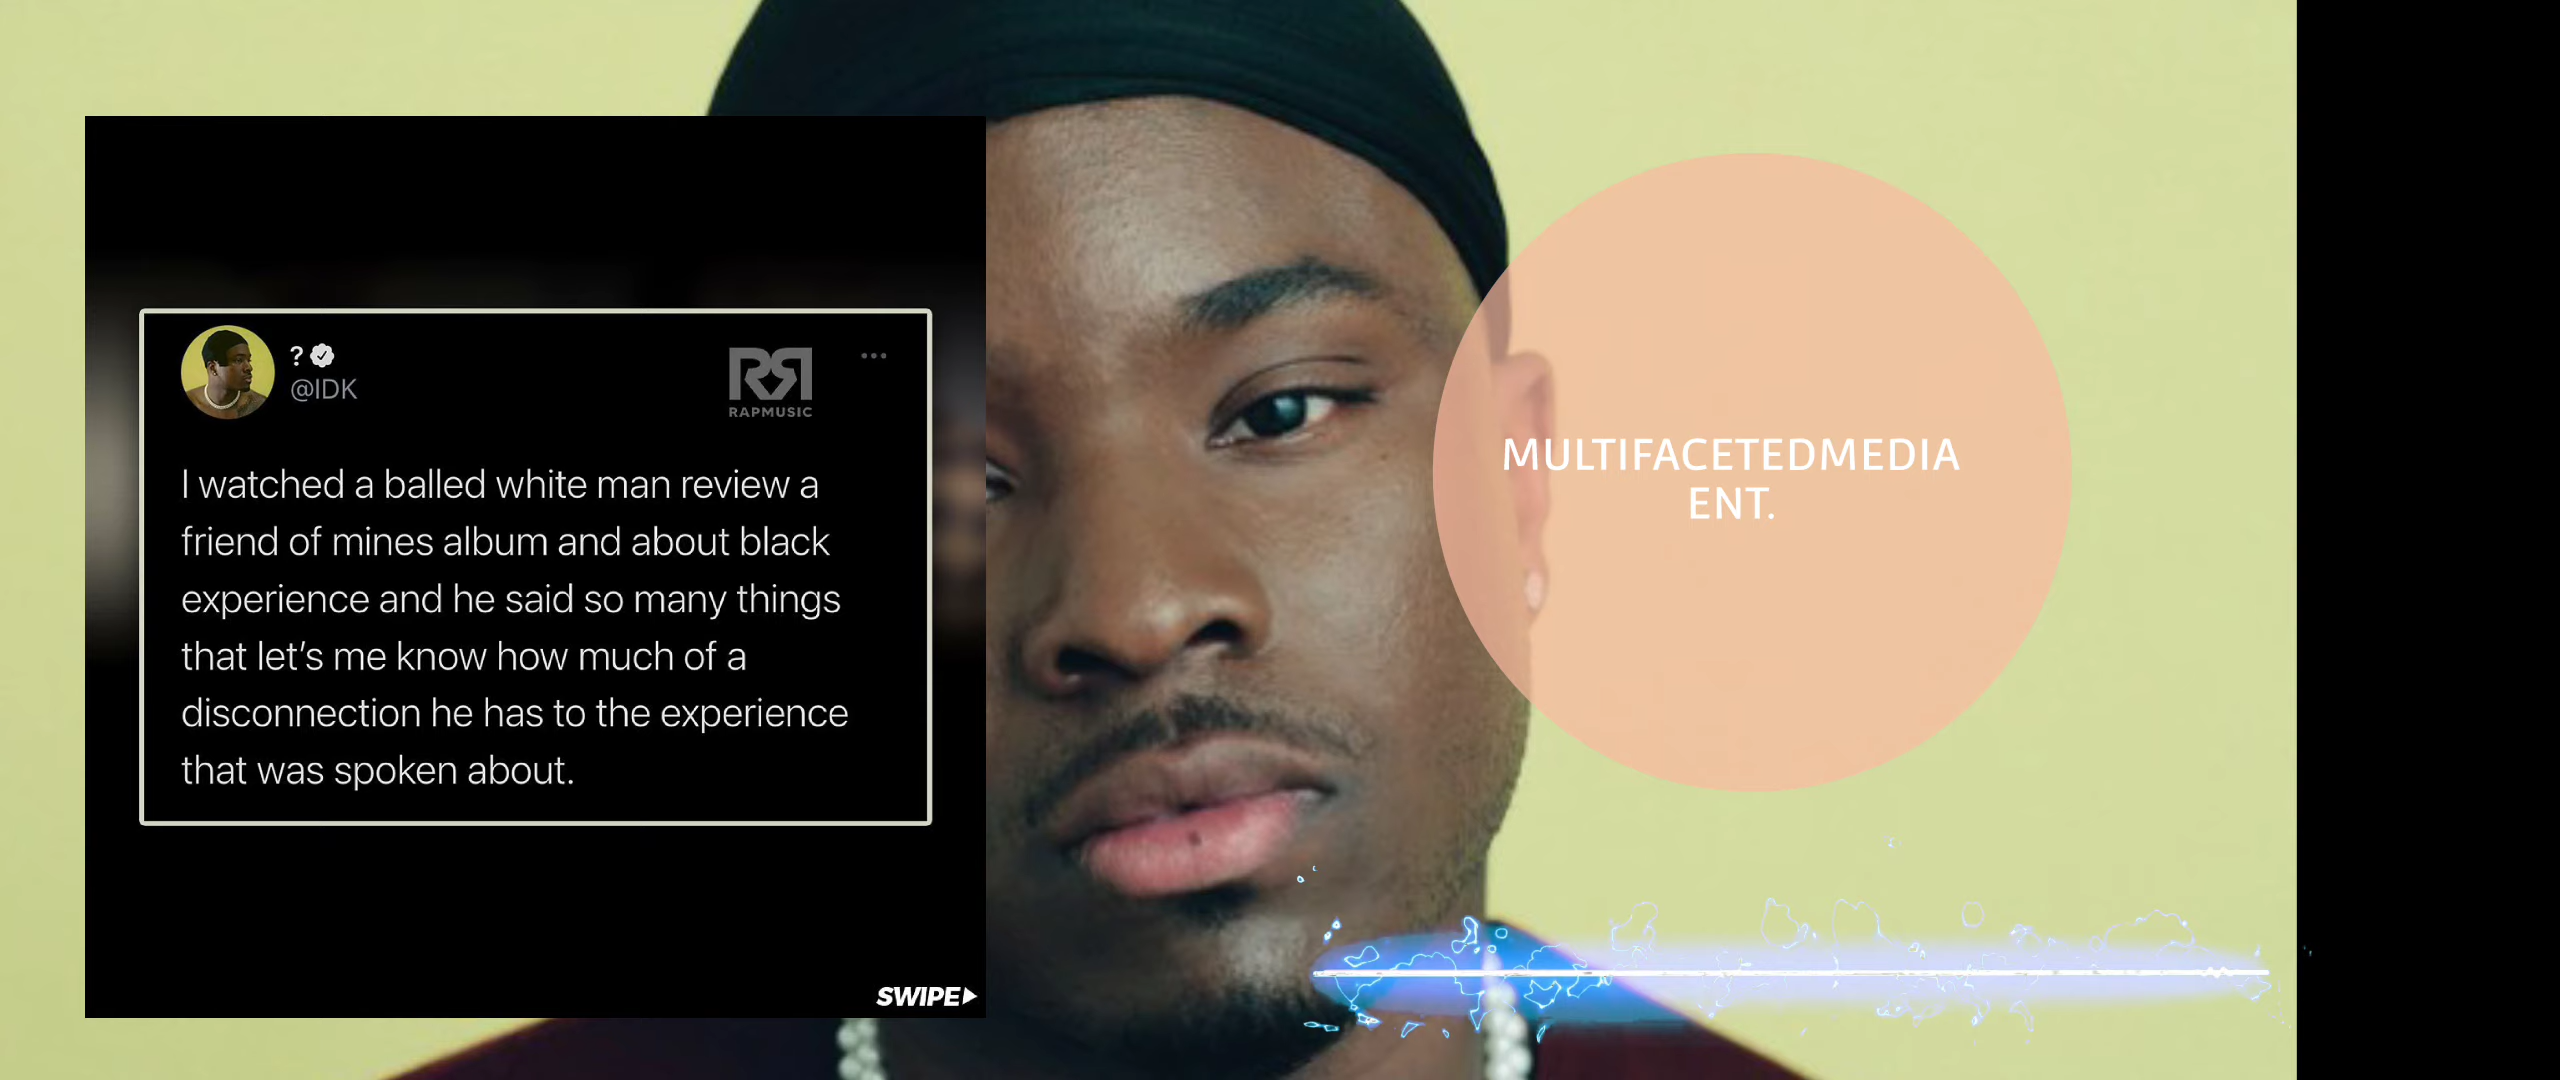 ? 
@IDK
RR
RAPMUSIC
I watched a balled white man review a
friend of mines album and about black
experience and he said so many things
that let’s me know how much of a
disconnection he has to the experience
that was spoken about.
SWIPE
MULTIFACETEDMEDIA
ENT.